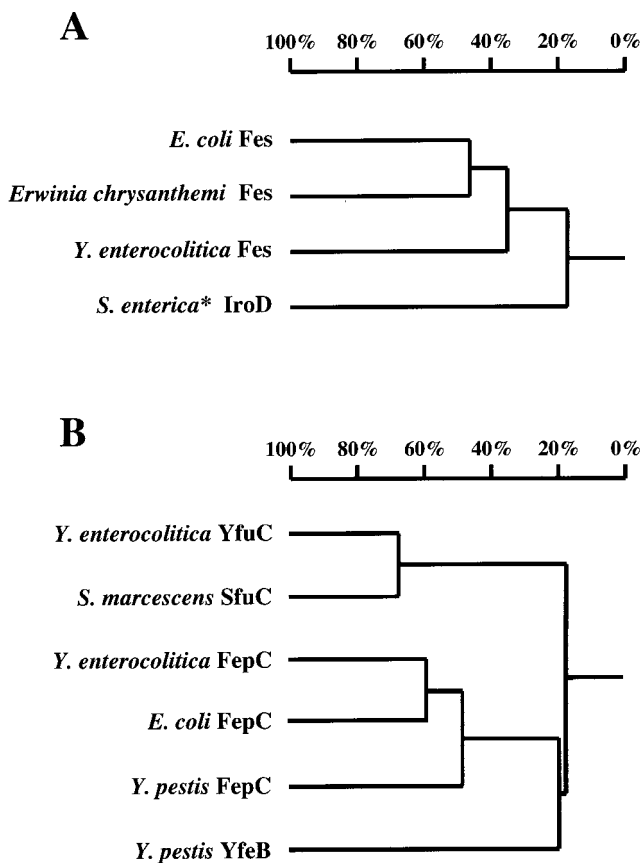 A
100% 80% 60% 40% 20% 0%
E. coli Fes
Erwinia chrysanthemi Fes
Y. enterocolitica Fes
S. enterica* IroD
B
100% 80% 60% 40% 20% 0%
Y. enterocolitica YfuC
S. marcescens SfuC
Y. enterocolitica FepC
E. coli FepC
Y. pestis FepC
Y. pestis YfeB